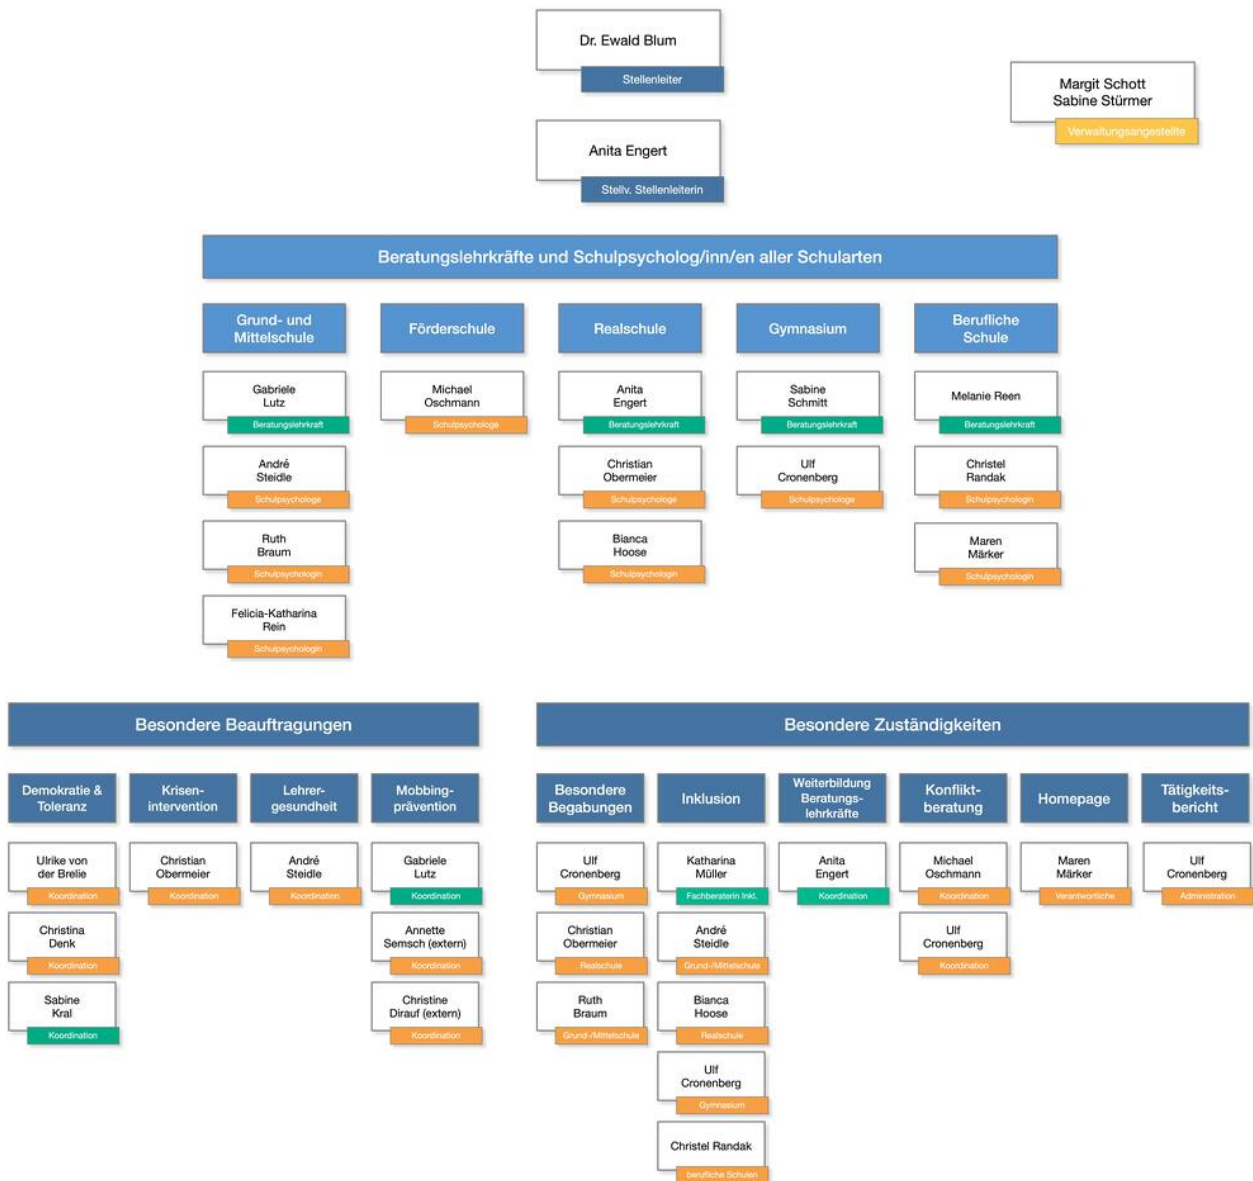 Dr. Ewald Blum
Stellenleiter
Margit Schott
Sabine Stürmer
Verwaltungsangestellte
Anita Engert
Stellv. Stellenleiterin
Beratungslehrkräfte und Schulpsycholog/inn/en aller Schularten
Grund- und
Mittelschule
Gabriele
Lutz
Beratungslehrkraft
André
Steidle
Schulpsychologe
Ruth
Braum
Schulpsychologin
Felicia-Katharina
Rein
Schulpsychologin
Förderschule
Michael
Oschmann
Schulpsychologe
Realschule
Anita
Engert
Beratungslehrkraft
Christian
Obermeier
Schulpsychologe
Bianca
Hoose
Schulpsychologin
Gymnasium
Sabine
Schmitt
Beratungslehrkraft
Ulf
Cronenberg
Schulpsychologe
Berufliche
Schule
Melanie Reen
Beratungslehrkraft
Christel
Randak
Schulpsychologin
Maren
Märker
Schulpsychologin
Besondere Beauftragungen
Demokratie &
Toleranz
Ulrike von
der Brelie
Koordination
Christina
Denk
Koordination
Sabine
Kral
Koordination
Krisen-
intervention
Christian
Obermeier
Koordination
Lehrer-
gesundheit
André
Steidle
Koordination
Mobbing-
prävention
Gabriele
Lutz
Koordination
Annette
Semsch (extern)
Koordination
Christine
Dirauf (extern)
Koordination
Besondere Zuständigkeiten
Besondere
Begabungen
Ulf
Cronenberg
Gymnasium
Christian
Obermeier
Realschule
Ruth
Braum
Grund-/Mittelschule
Inklusion
Katharina
Müller
Fachberaterin Inkl.
André
Steidle
Grund-/Mittelschule
Bianca
Hoose
Realschule
Ulf
Cronenberg
Gymnasium
Christel Randak
berufliche Schulen
Weiterbildung
Beratungs-
lehrkräfte
Anita
Engert
Koordination
Konflikt-
beratung
Michael
Oschmann
Koordination
Ulf
Cronenberg
Koordination
Homepage
Maren
Märker
Verantwortliche
Tätigkeits-
bericht
Ulf
Cronenberg
Administration